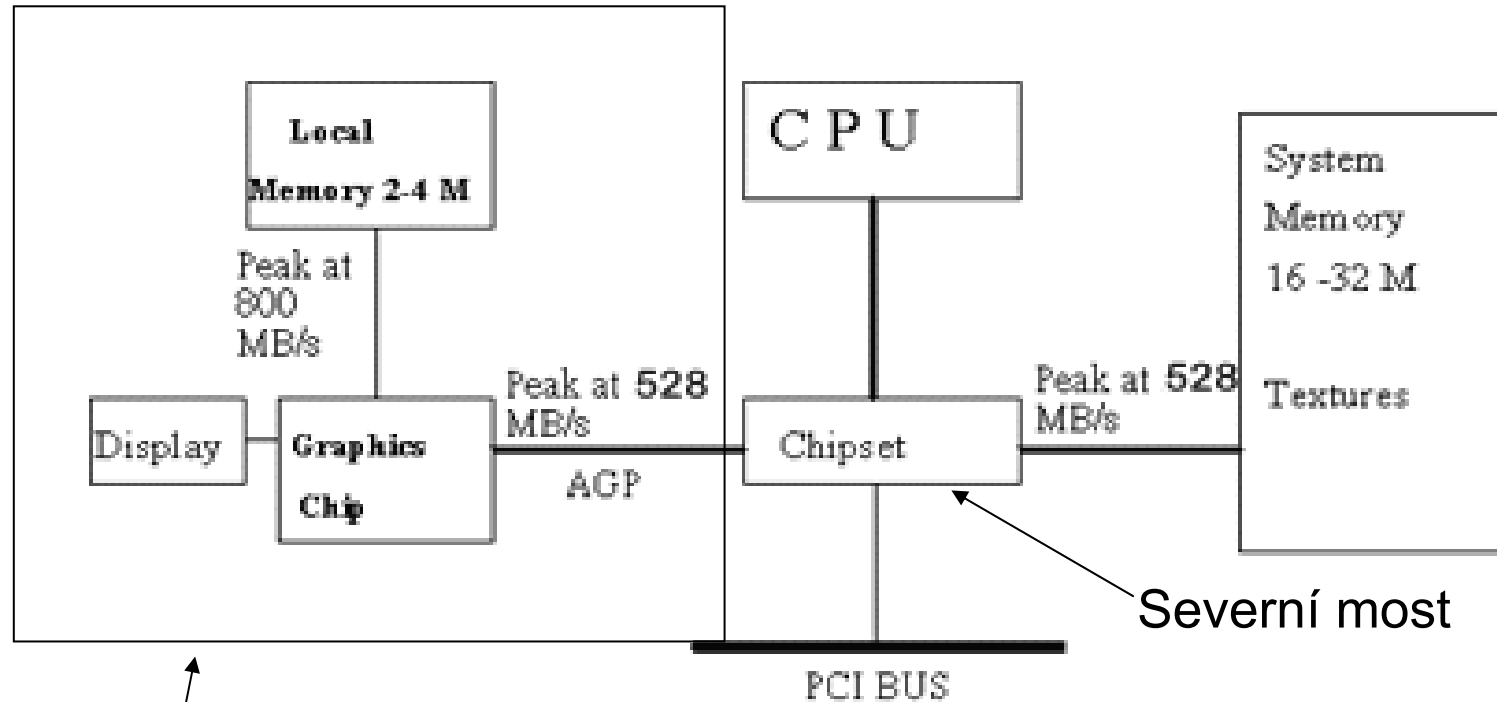 Local
Memory 2-4 M
Peak at
800
MB/s
Display
Graphics
Chip
Peak at 528
MB/s
AGP
C P U
Chipset
Peak at 528
MB/s
System
Memory
16 -32 M
Textures
Severní most
PCI BUS